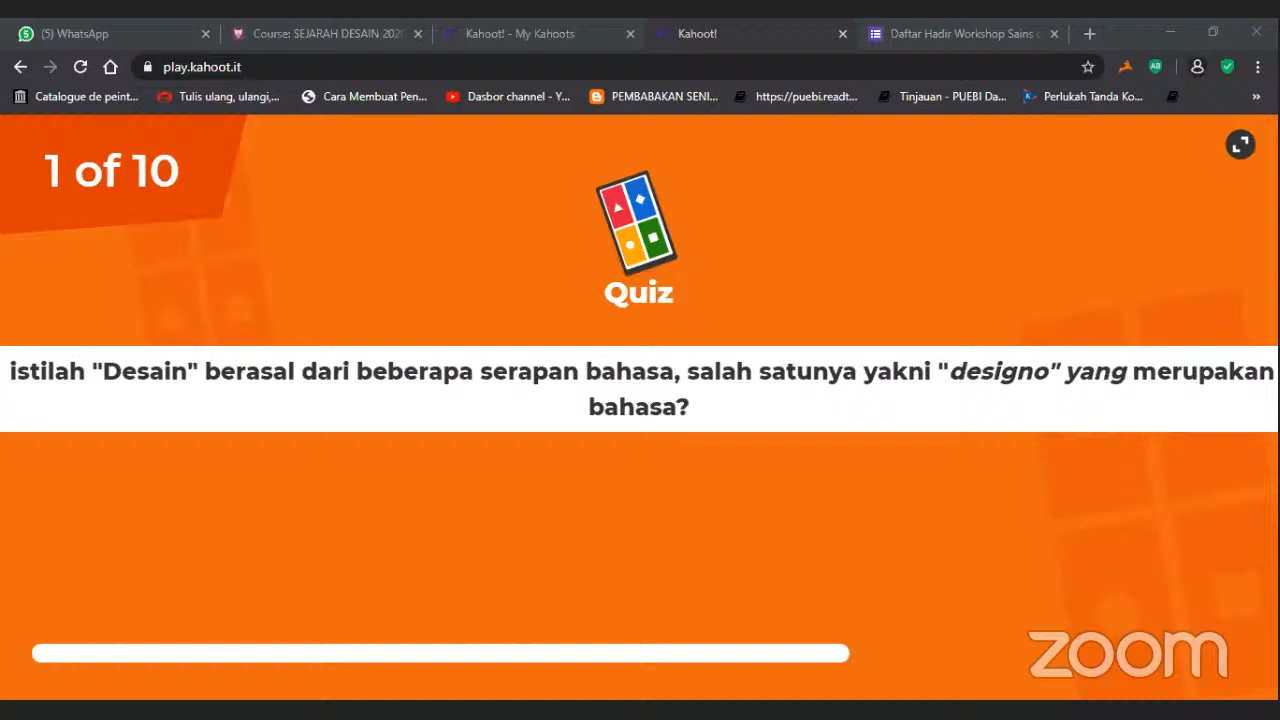 (5) WhatsApp
Course: SEJARAH DESAIN 202
Kahoot! - My Kahoots
Kahoot!
Daftar Hadir Workshop Sains
play.kahoot.it
Catalogue de peint...
Tulis ulang, ulangi,...
Cara Membuat Pen...
Dasbor channel - Y...
PEMBABAKAN SENI...
https://puebi.readt...
Tinjauan - PUEBI Da...
Perlukah Tanda Ko...
1 of 10
Quiz
istilah "Desain" berasal dari beberapa serapan bahasa, salah satunya yakni "designo" yang merupakan
bahasa?
zoom